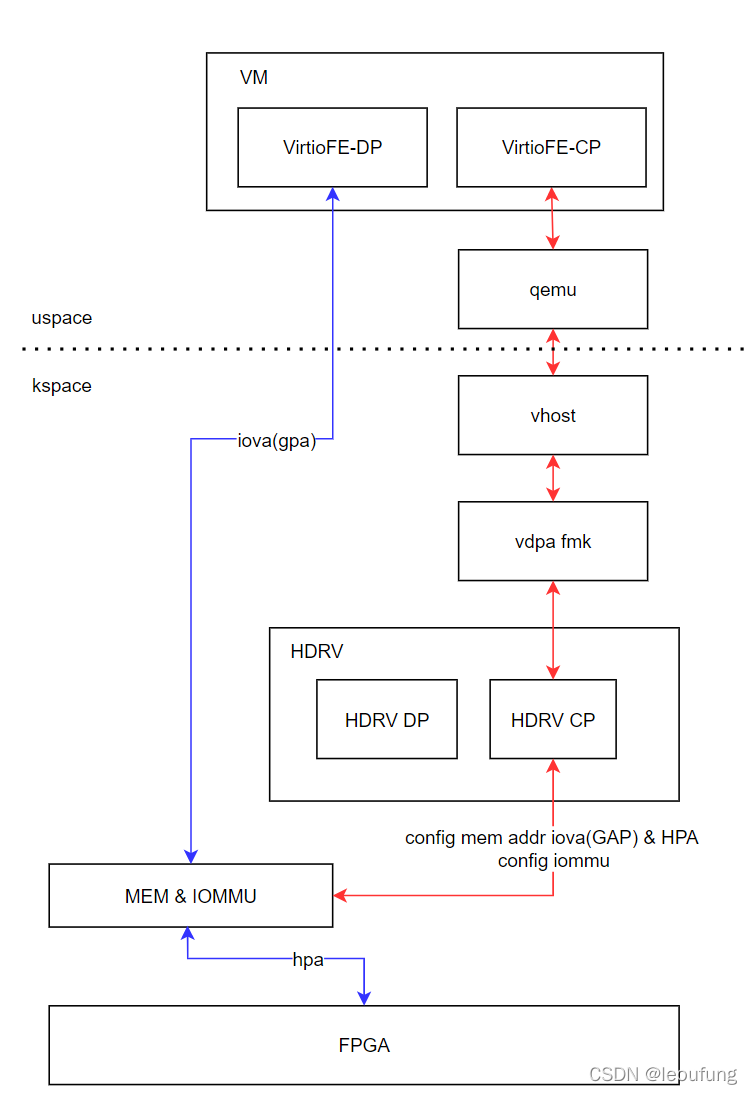 VM
VirtioFE-DP
VirtioFE-CP
qemu
uspace
kspace
vhost
iova(gpa)
vdpa fmk
HDRV
HDRV DP
HDRV CP
config mem addr iova(GAP) & HPA
config iommu
MEM & IOMMU
hpa
FPGA
CSDN @leoufung